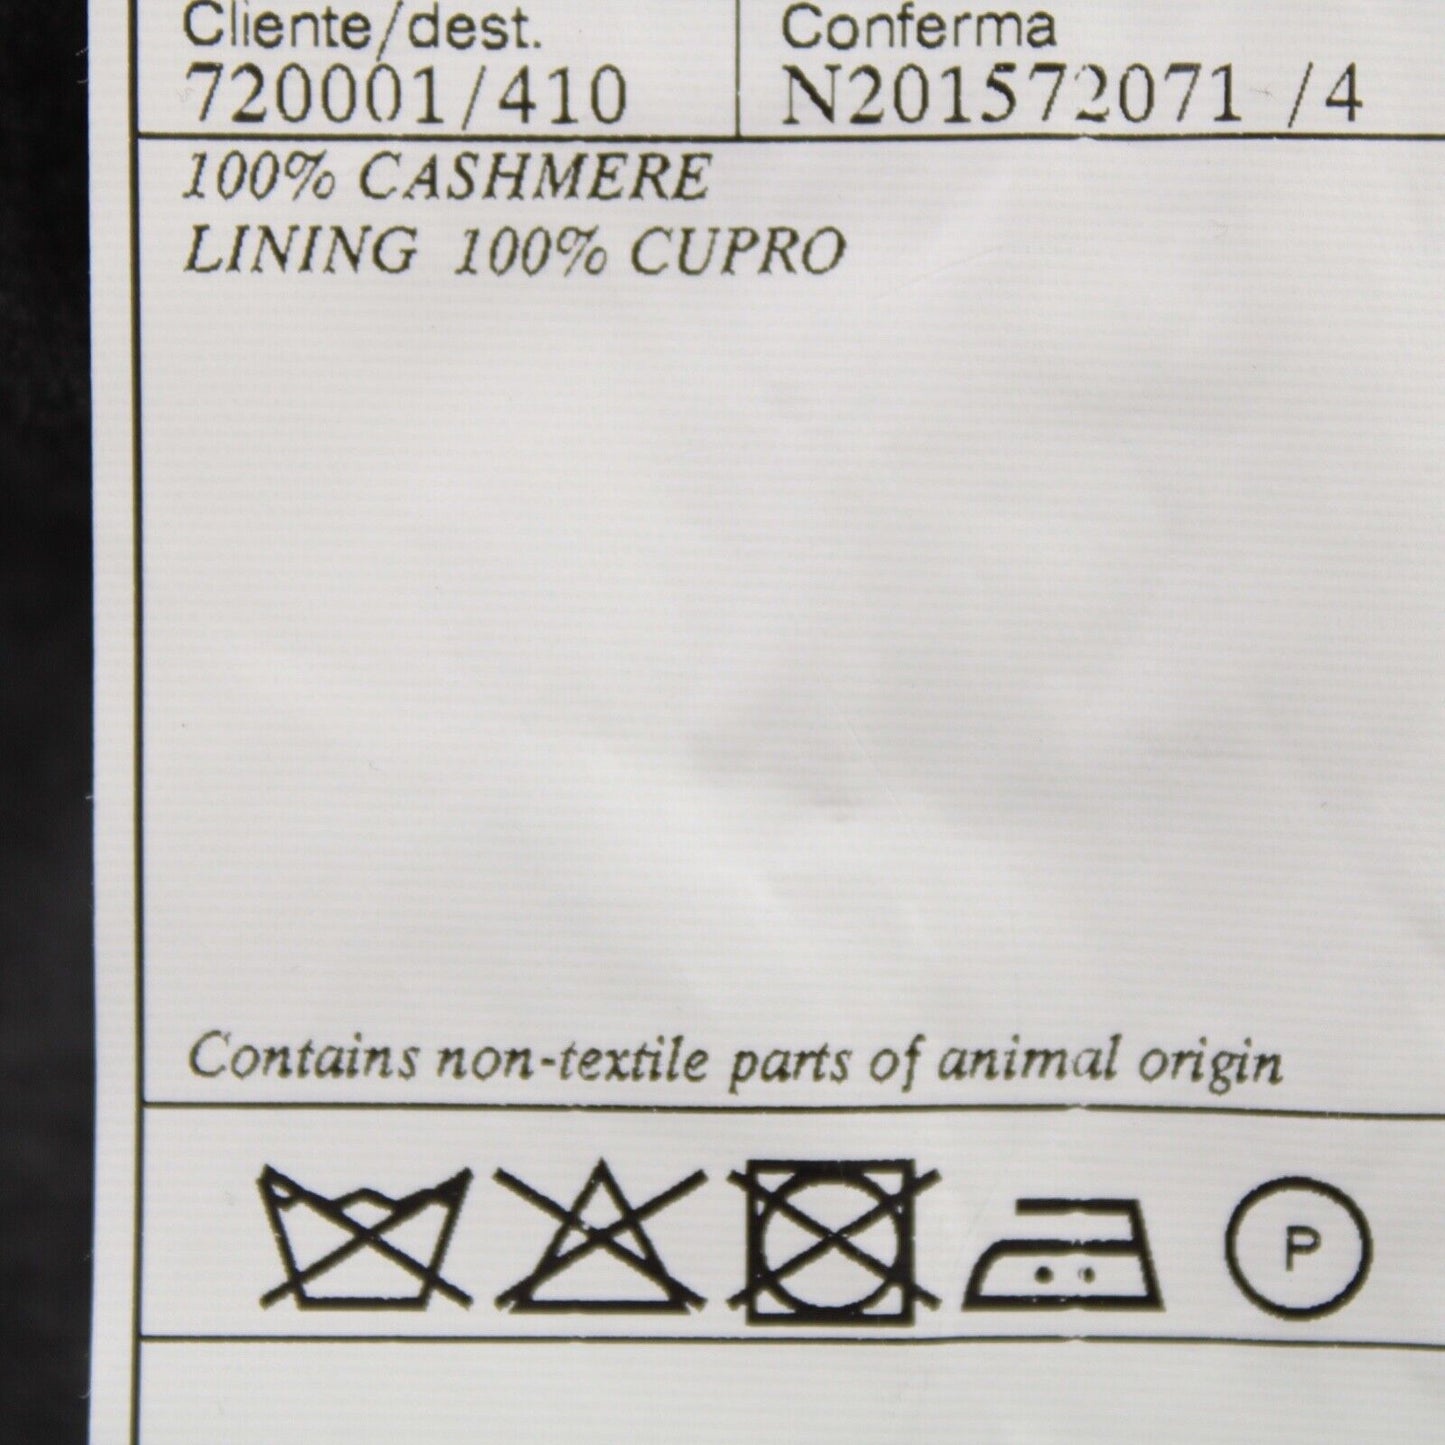 Cliente/dest. Conferma
720001/410 N201572071 /4
100% CASHMERE
LINING 100% CUPRO
Contains non-textile parts of animal origin
P